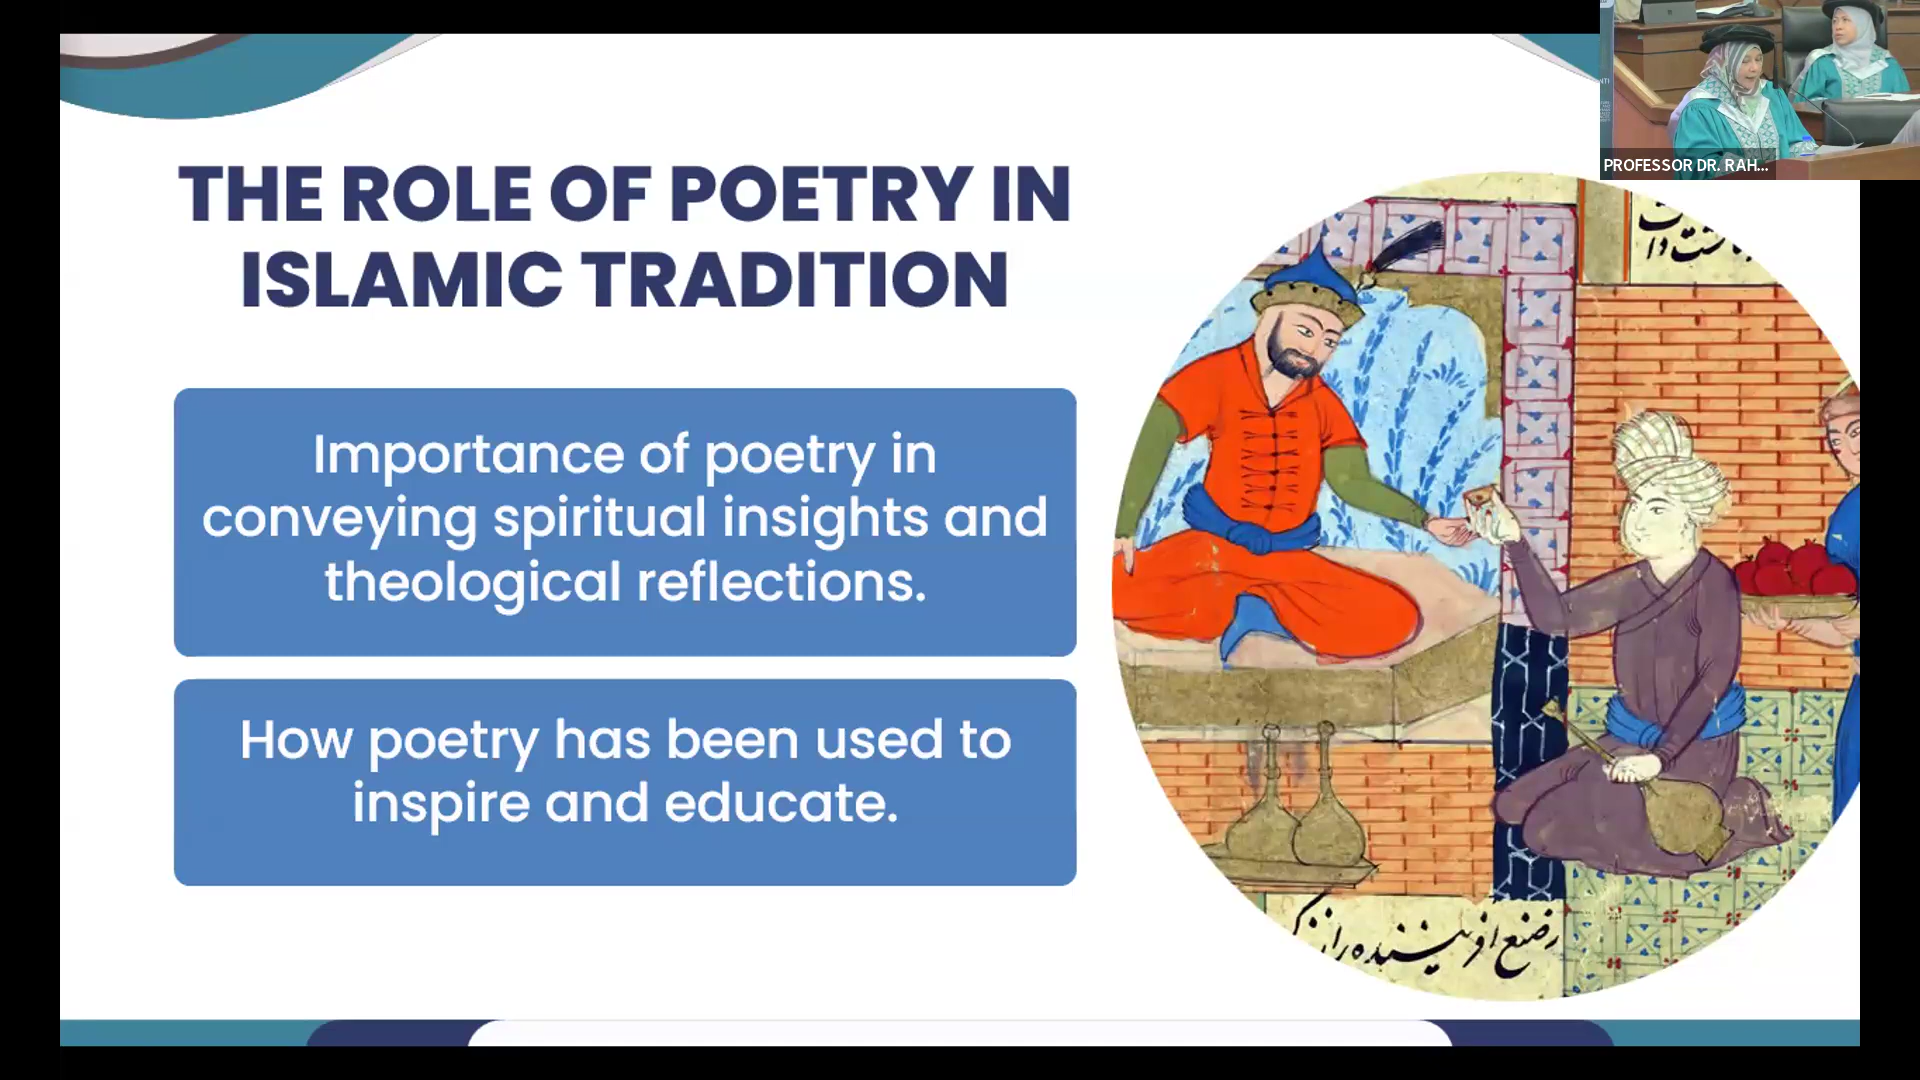 THE ROLE OF POETRY IN
ISLAMIC TRADITION
Importance of poetry in
conveying spiritual insights and
theological reflections.
How poetry has been used to
inspire and educate.
PROFESSOR DR. RAH...